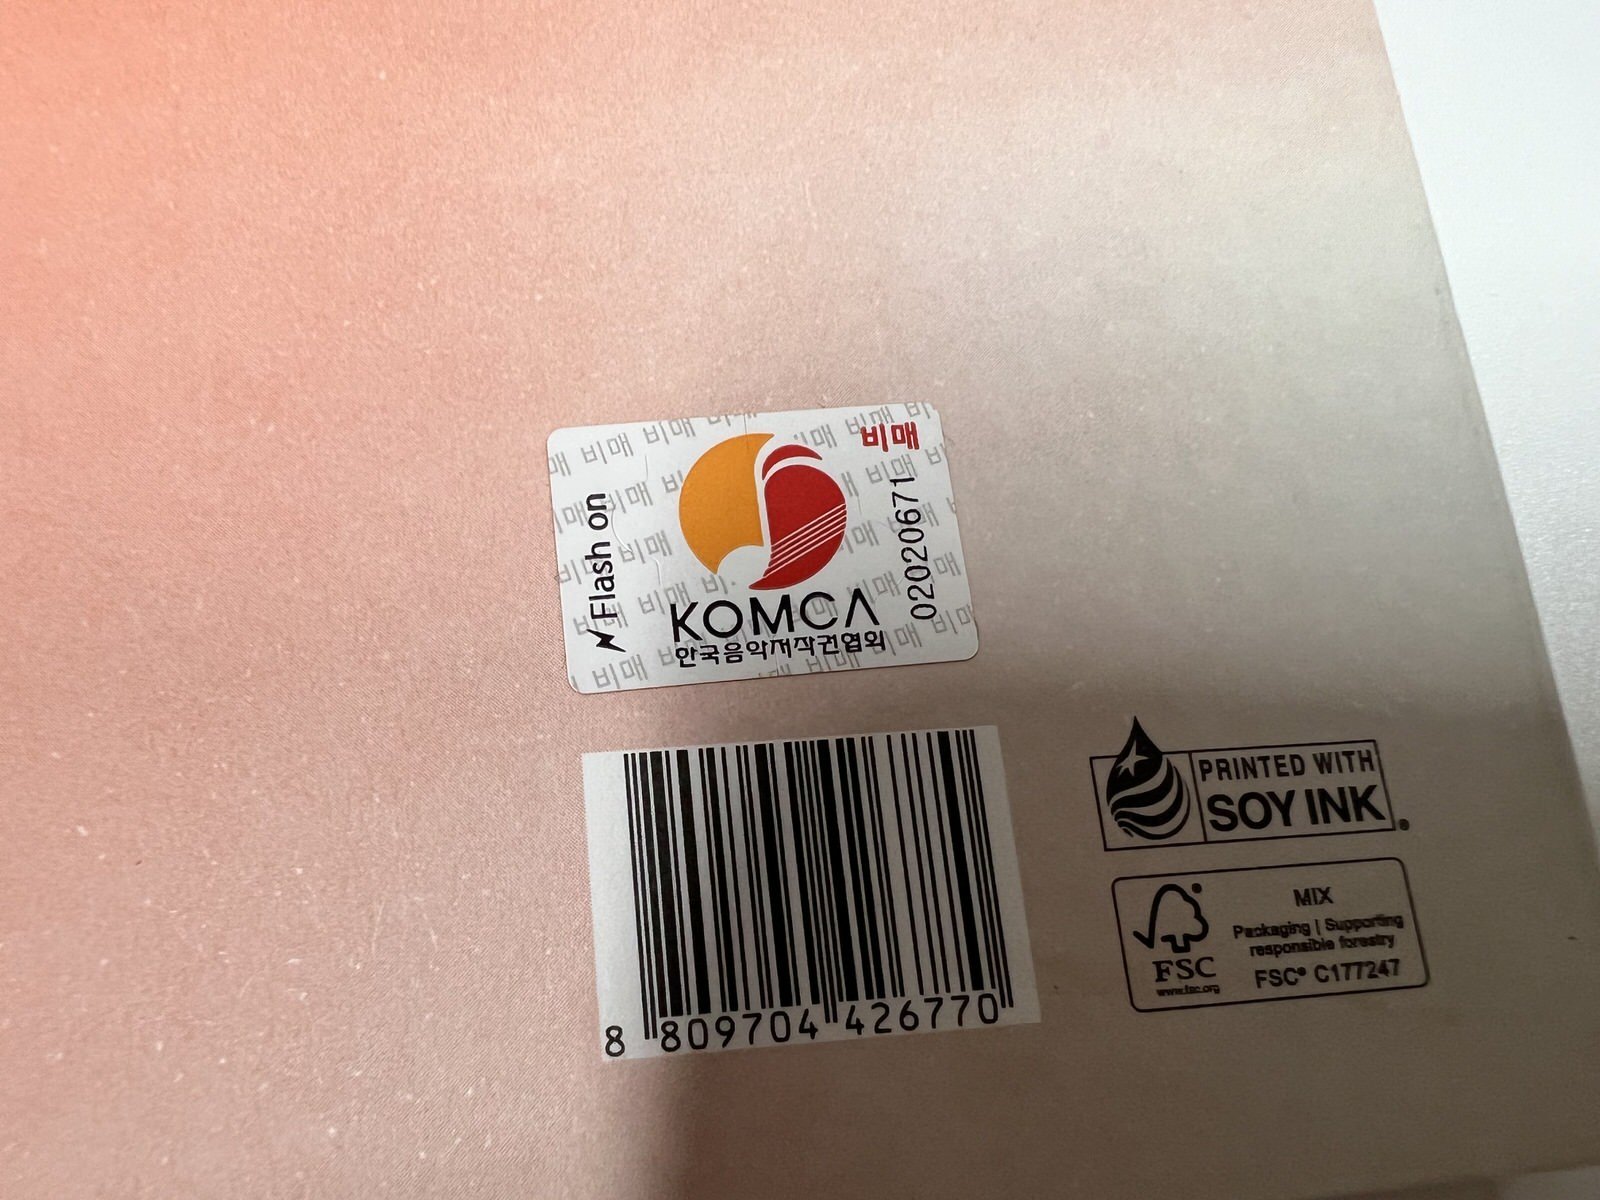 비매
⚡Flash on
02020671
KOMCA
한국음악저작권협회
8 809704 426770
PRINTED WITH
SOY INK
®
FSC
www.fsc.org
MIX
Packaging | Supporting
responsible forestry
FSC® C177247